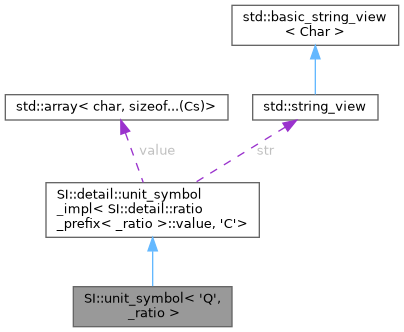 std::basic_string_view
< Char >
std::array< char, sizeof...(Cs)>
std::string_view
value
str
SI::detail::unit_symbol
_impl< SI::detail::ratio
_prefix< _ratio >::value, 'C'>
SI::unit_symbol< 'Q',
_ratio >